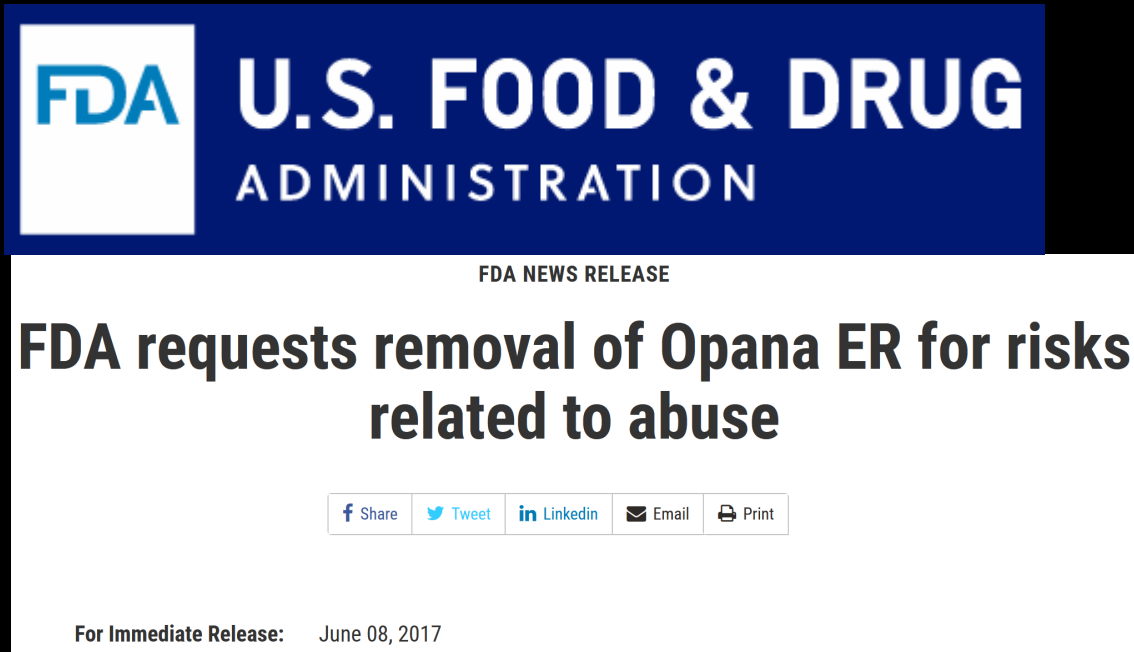 FDA
U.S. FOOD & DRUG
ADMINISTRATION
FDA NEWS RELEASE
FDA requests removal of Opana ER for risks
related to abuse
Share Tweet Linkedin Email Print
For Immediate Release: June 08, 2017